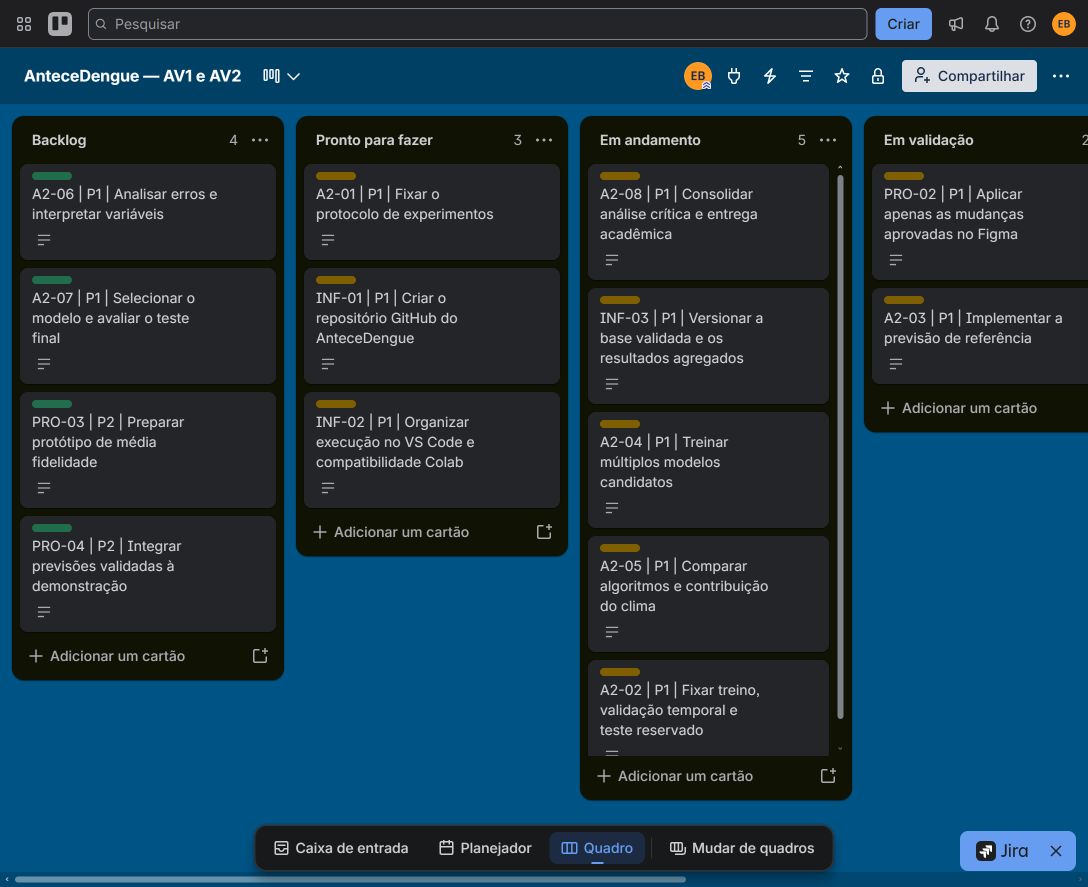 Pesquisar
Criar
EB
AnteceDengue — AV1 e AV2
EB
Compartilhar
Backlog
4
A2-06 | P1 | Analisar erros e
interpretar variáveis
A2-07 | P1 | Selecionar o
modelo e avaliar o teste
final
PRO-03 | P2 | Preparar
protótipo de média
fidelidade
PRO-04 | P2 | Integrar
previsões validadas à
demonstração
Adicionar um cartão
Pronto para fazer
3
A2-01 | P1 | Fixar o
protocolo de experimentos
INF-01 | P1 | Criar o
repositório GitHub do
AnteceDengue
INF-02 | P1 | Organizar
execução no VS Code e
compatibilidade Colab
Adicionar um cartão
Em andamento
5
A2-08 | P1 | Consolidar
análise crítica e entrega
acadêmica
INF-03 | P1 | Versionar a
base validada e os
resultados agregados
A2-04 | P1 | Treinar
múltiplos modelos
candidatos
A2-05 | P1 | Comparar
algoritmos e contribuição
do clima
A2-02 | P1 | Fixar treino,
validação temporal e
teste reservado
Adicionar um cartão
Em validação
2
PRO-02 | P1 | Aplicar
apenas as mudanças
aprovadas no Figma
A2-03 | P1 | Implementar a
previsão de referência
Adicionar um cartão
Caixa de entrada
Planejador
Quadro
Mudar de quadros
Jira